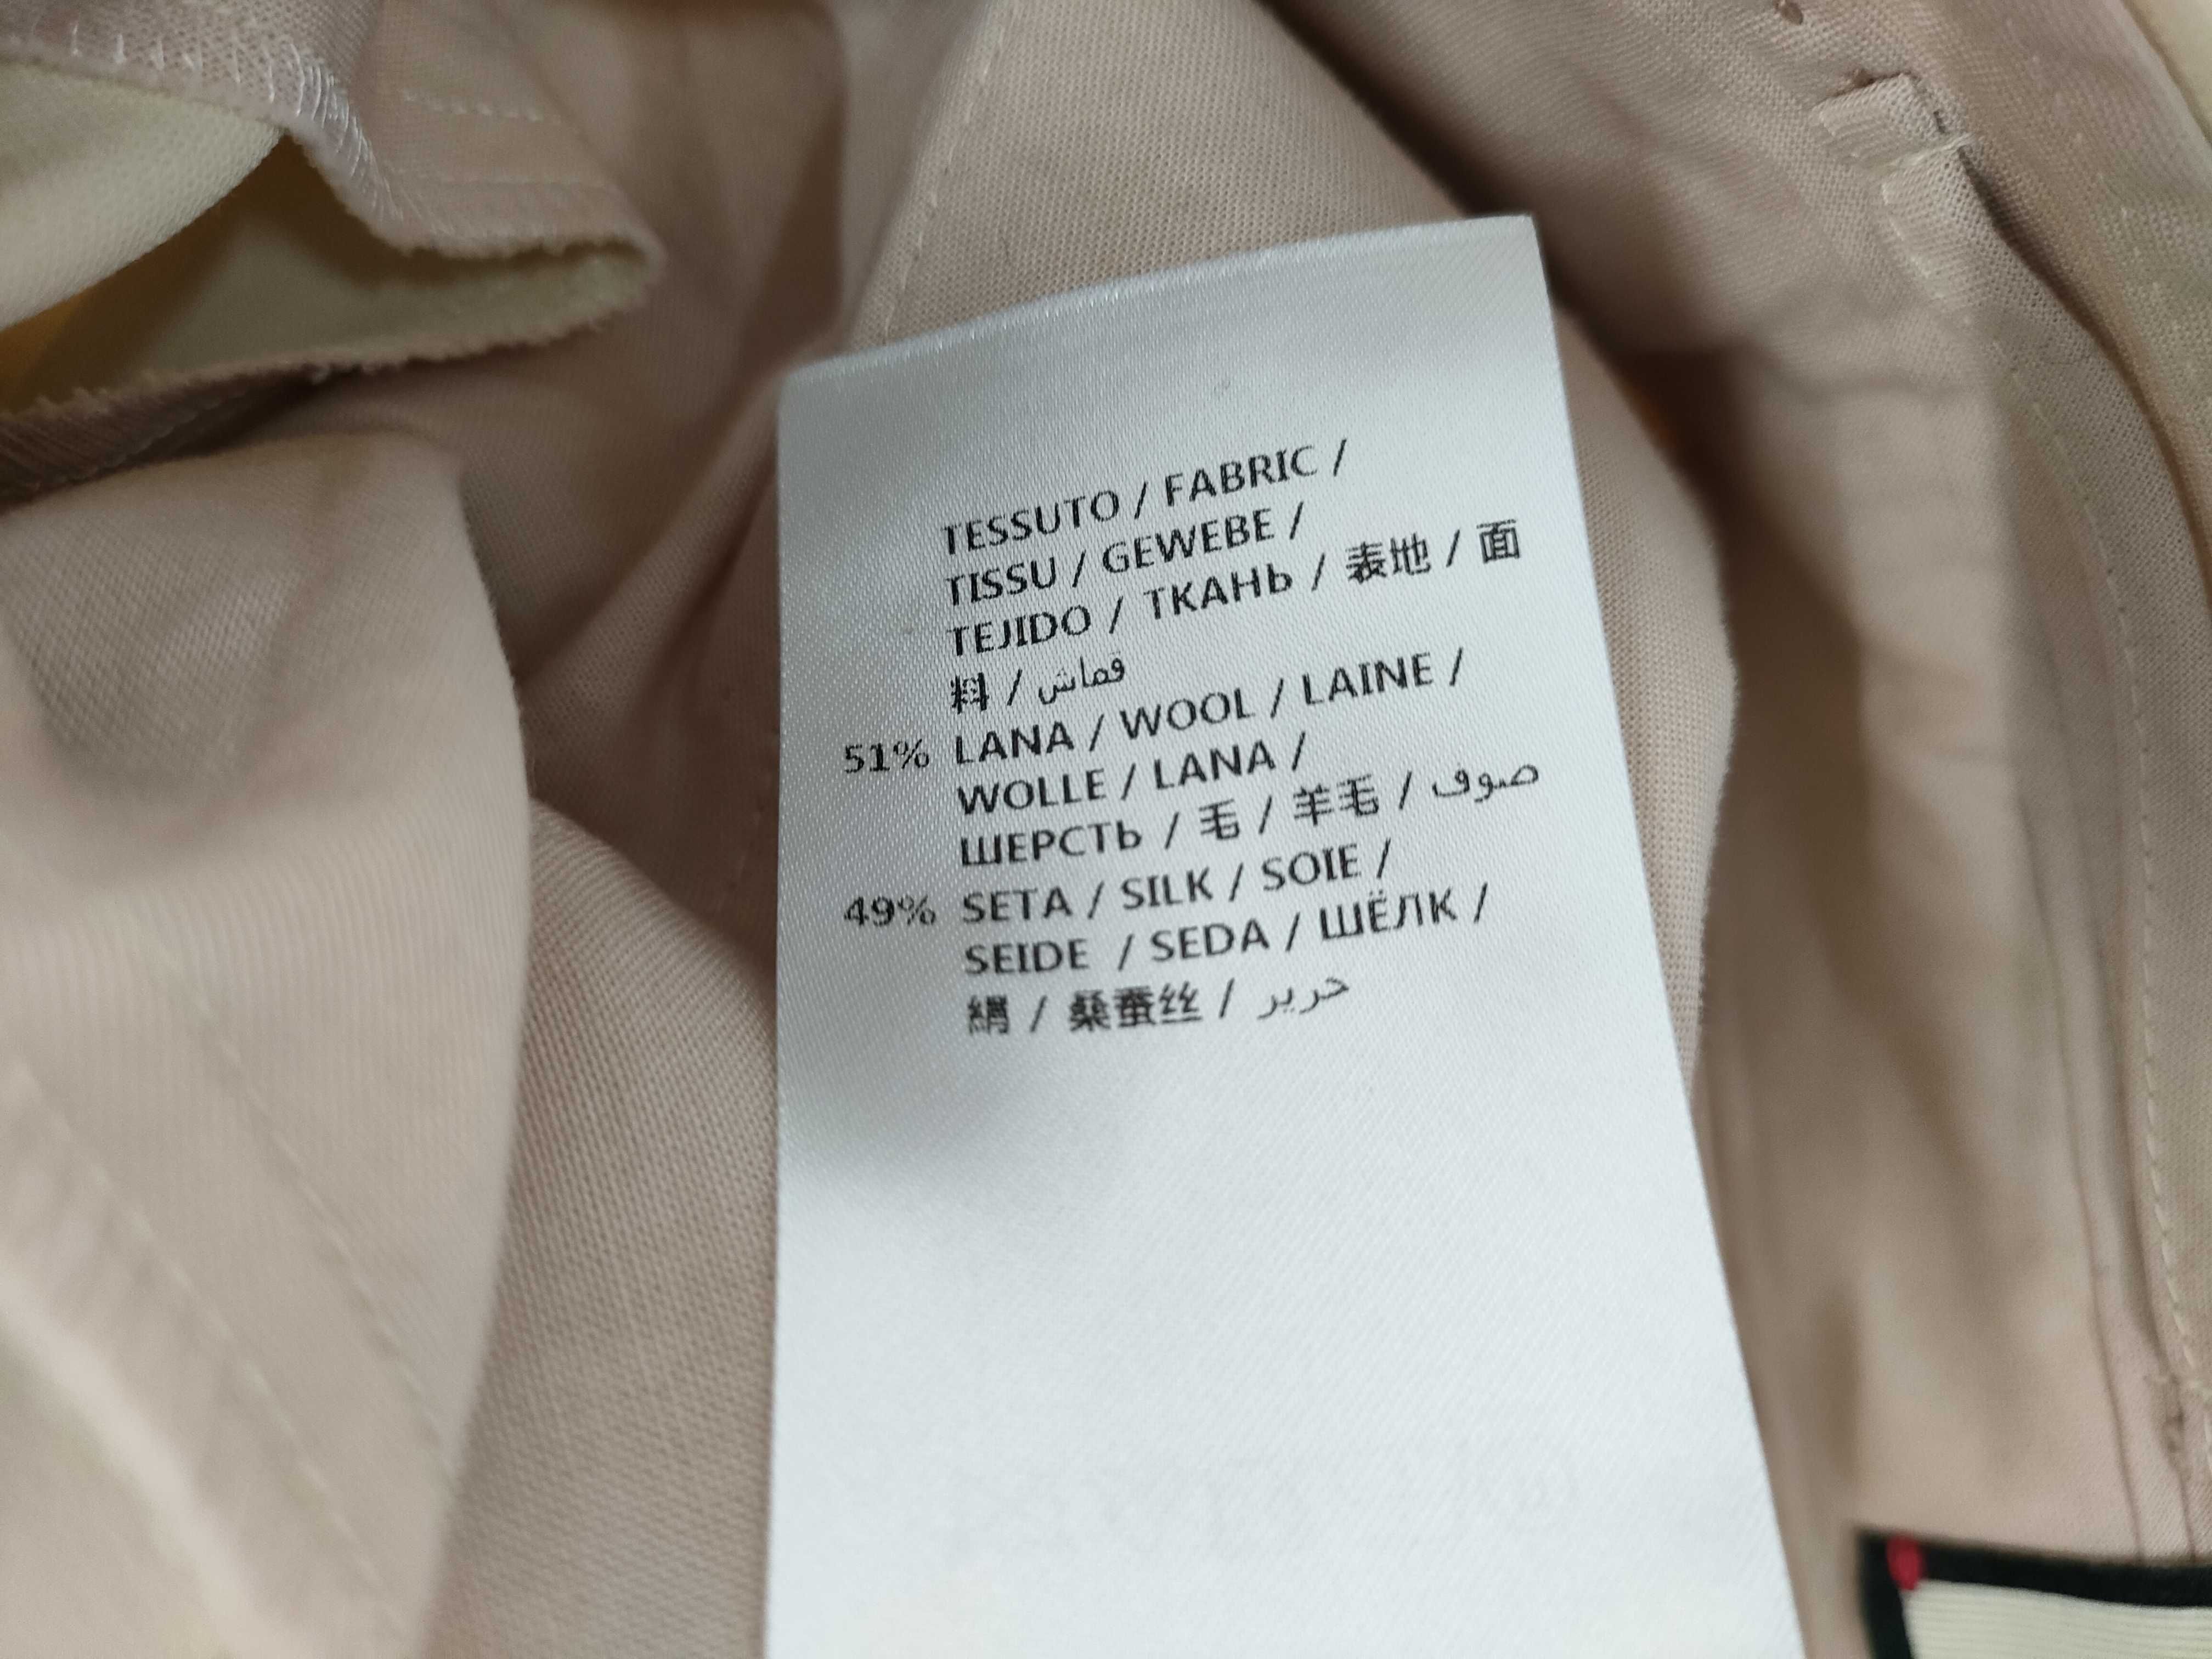 TESSUTO / FABRIC /
TISSU / GEWEBE /
TEJIDO / ТКАНЬ / 表地 / 面
料 / قماش
51% LANA / WOOL / LAINE /
WOLLE / LANA /
ШЕРСТЬ / 毛 / 羊毛 / صوف
49% SETA / SILK / SOIE /
SEIDE / SEDA / ШЁЛК /
絹 / 桑蚕丝 / حرير